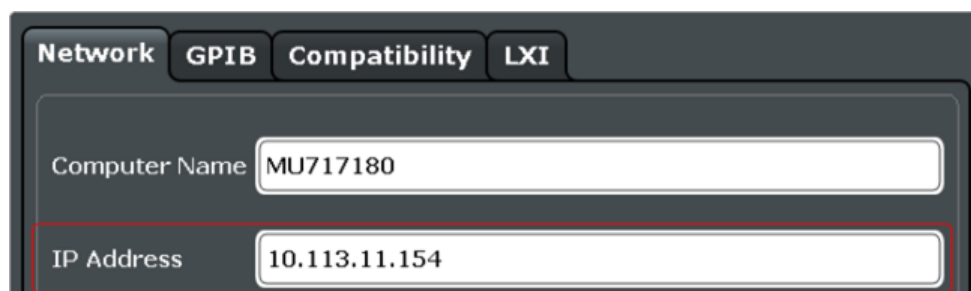 Network GPIB Compatibility LXI
Computer Name MU717180
IP Address 10.113.11.154